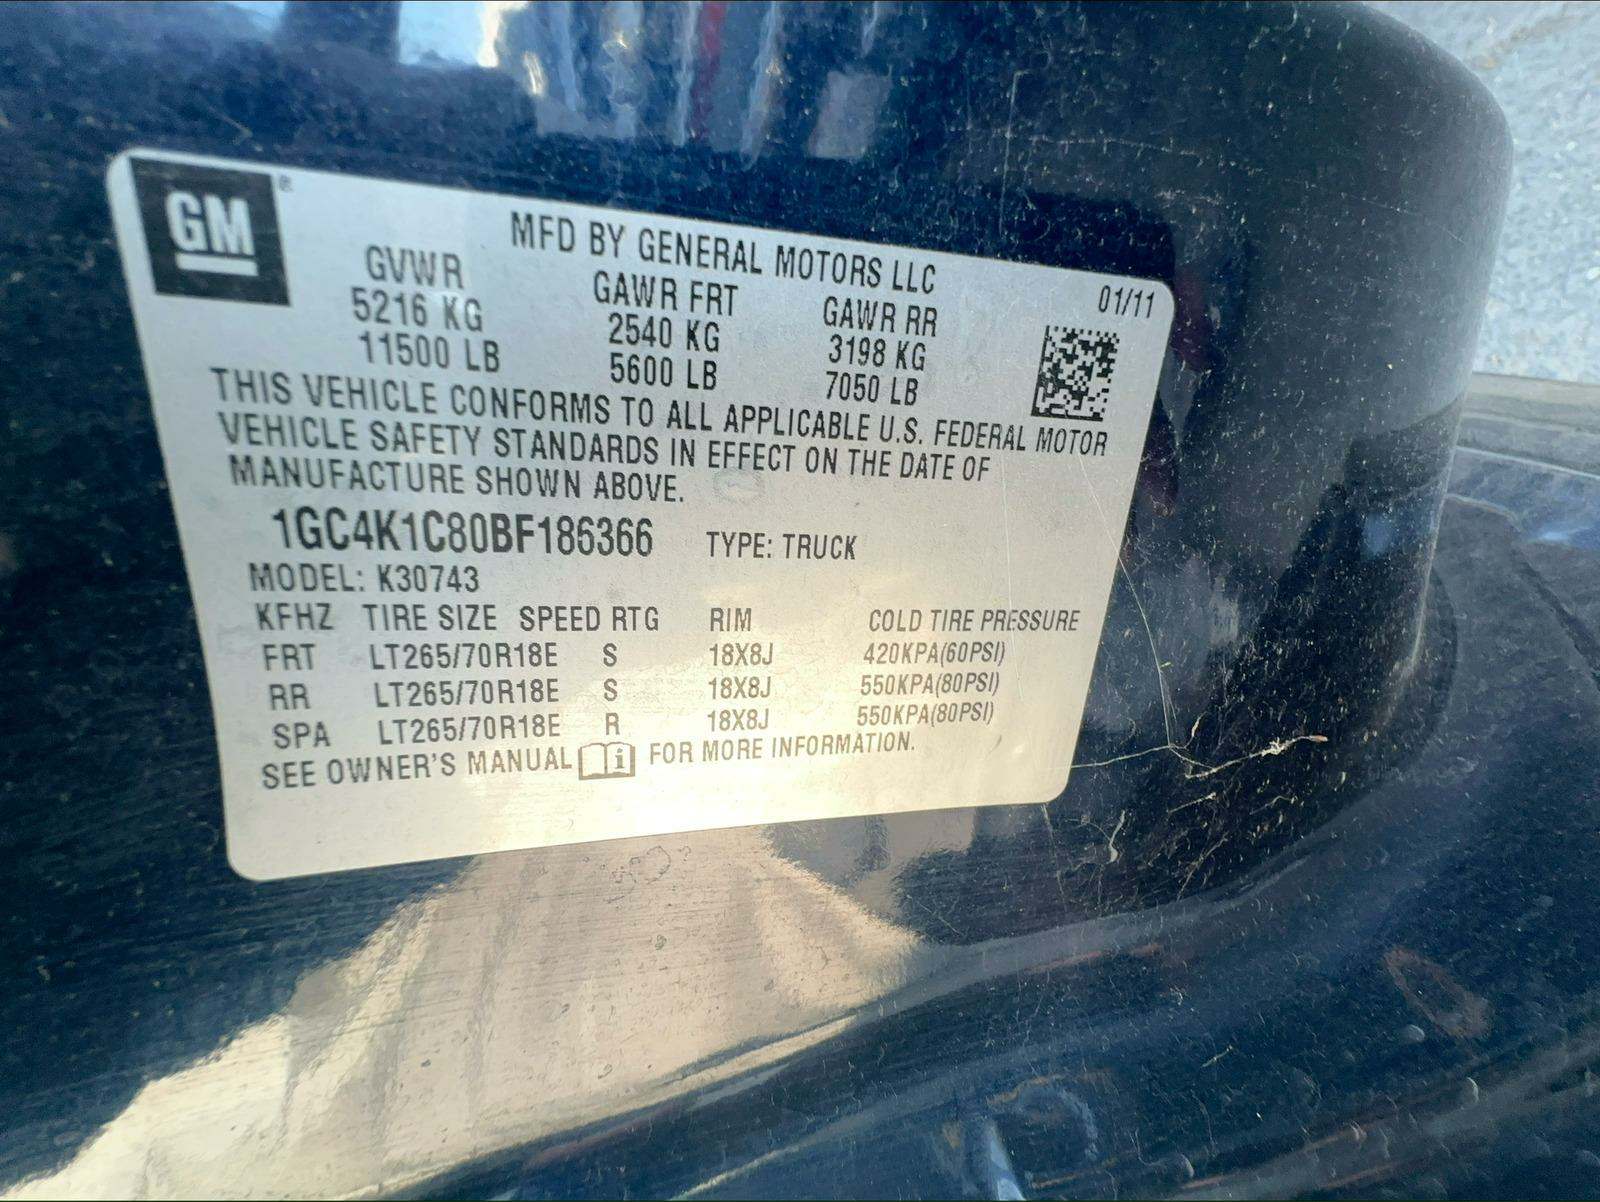 GM
MFD BY GENERAL MOTORS LLC
01/11
GVWR GAWR FRT GAWR RR
5216 KG 2540 KG 3198 KG
11500 LB 5600 LB 7050 LB
THIS VEHICLE CONFORMS TO ALL APPLICABLE U.S. FEDERAL MOTOR
VEHICLE SAFETY STANDARDS IN EFFECT ON THE DATE OF
MANUFACTURE SHOWN ABOVE.
1GC4K1C80BF186366 TYPE: TRUCK
MODEL: K30743
KFHZ TIRE SIZE SPEED RTG RIM COLD TIRE PRESSURE
FRT LT265/70R18E S 18X8J 420KPA(60PSI)
RR LT265/70R18E S 18X8J 550KPA(80PSI)
SPA LT265/70R18E R 18X8J 550KPA(80PSI)
SEE OWNER'S MANUAL i FOR MORE INFORMATION.